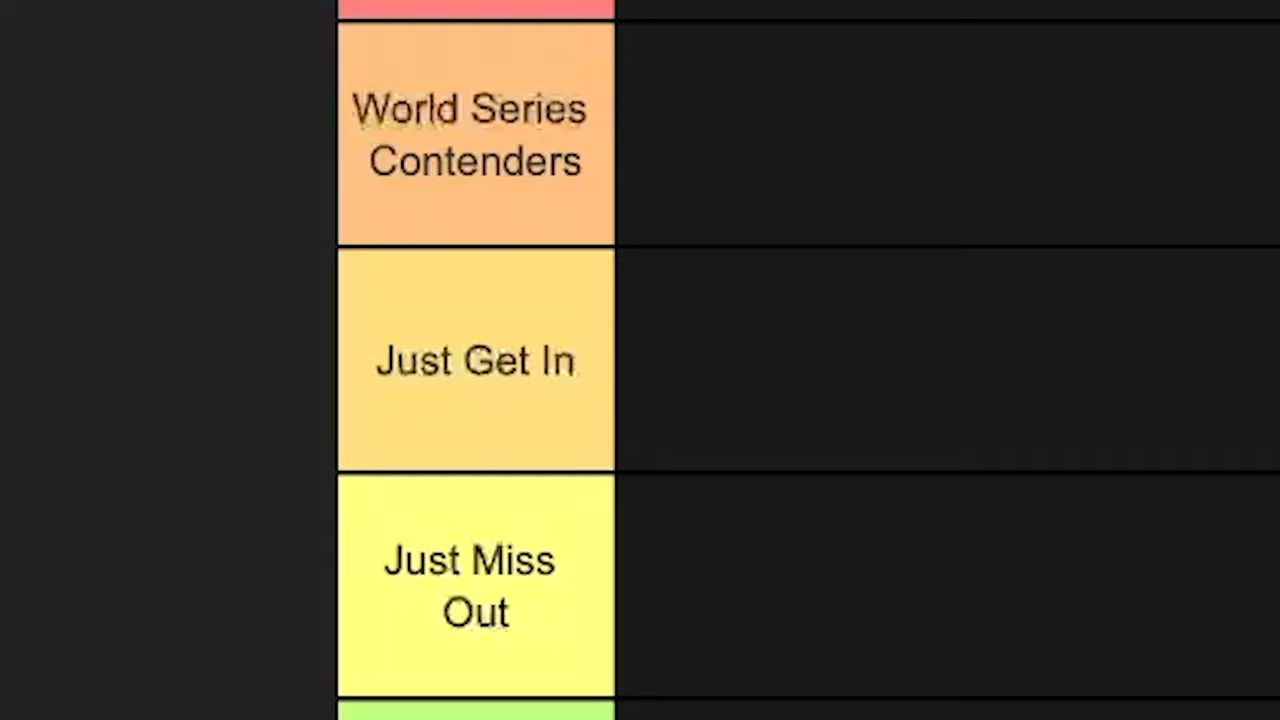 World Series
Contenders
Just Get In
Just Miss
Out